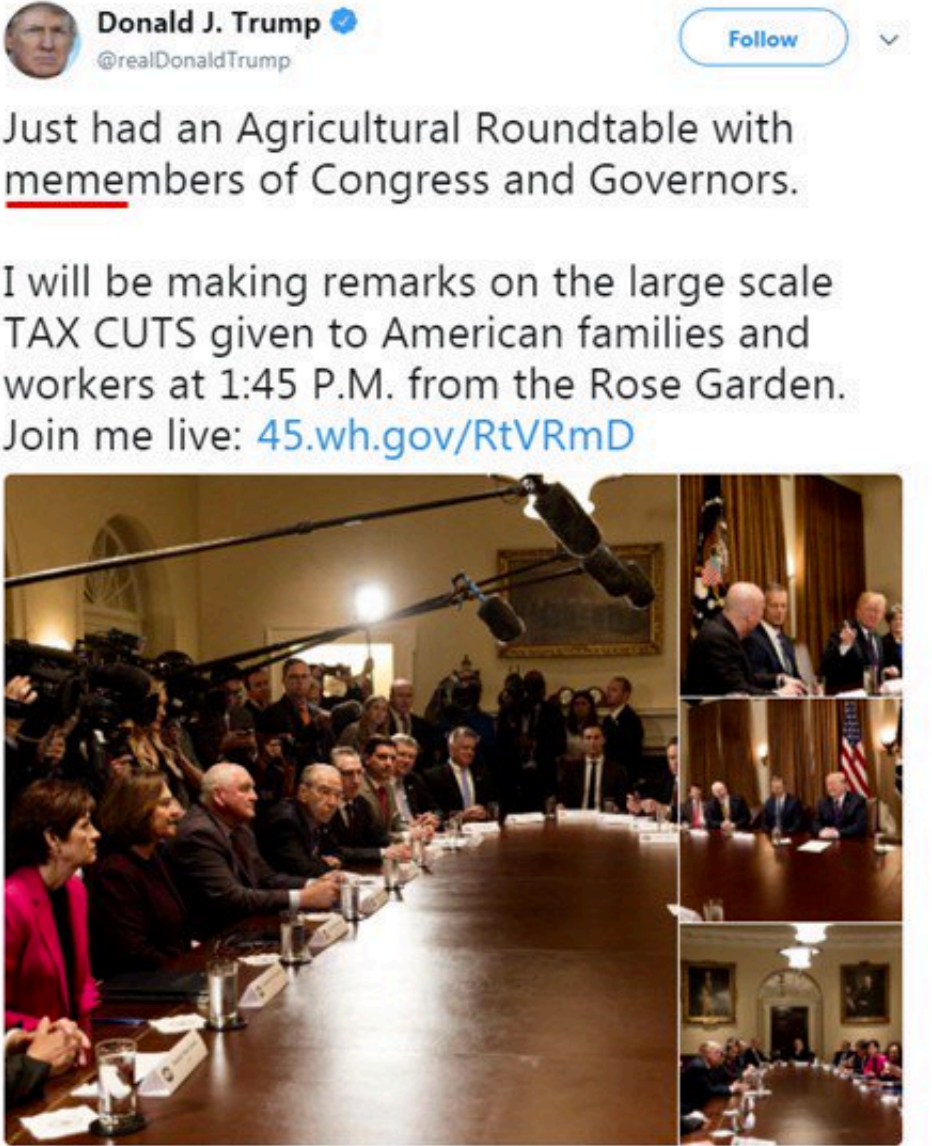 Donald J. Trump
@realDonaldTrump
Follow
Just had an Agricultural Roundtable with
memembers of Congress and Governors.
I will be making remarks on the large scale
TAX CUTS given to American families and
workers at 1:45 P.M. from the Rose Garden.
Join me live: 45.wh.gov/RtVRmD